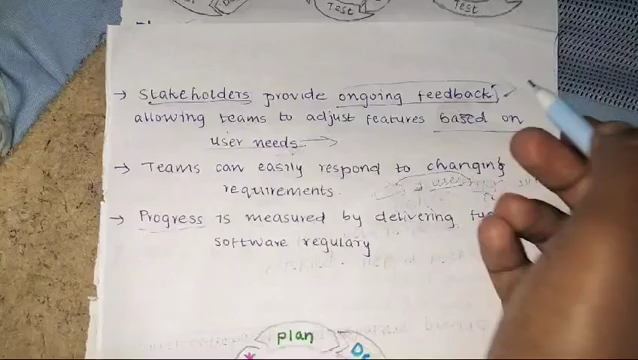 Test
Test
→ Stakeholders provide ongoing feedback,
allowing teams to adjust features based on
user needs.
→ Teams can easily respond to changing
requirements.
→ Progress is measured by delivering
software regulary
plan